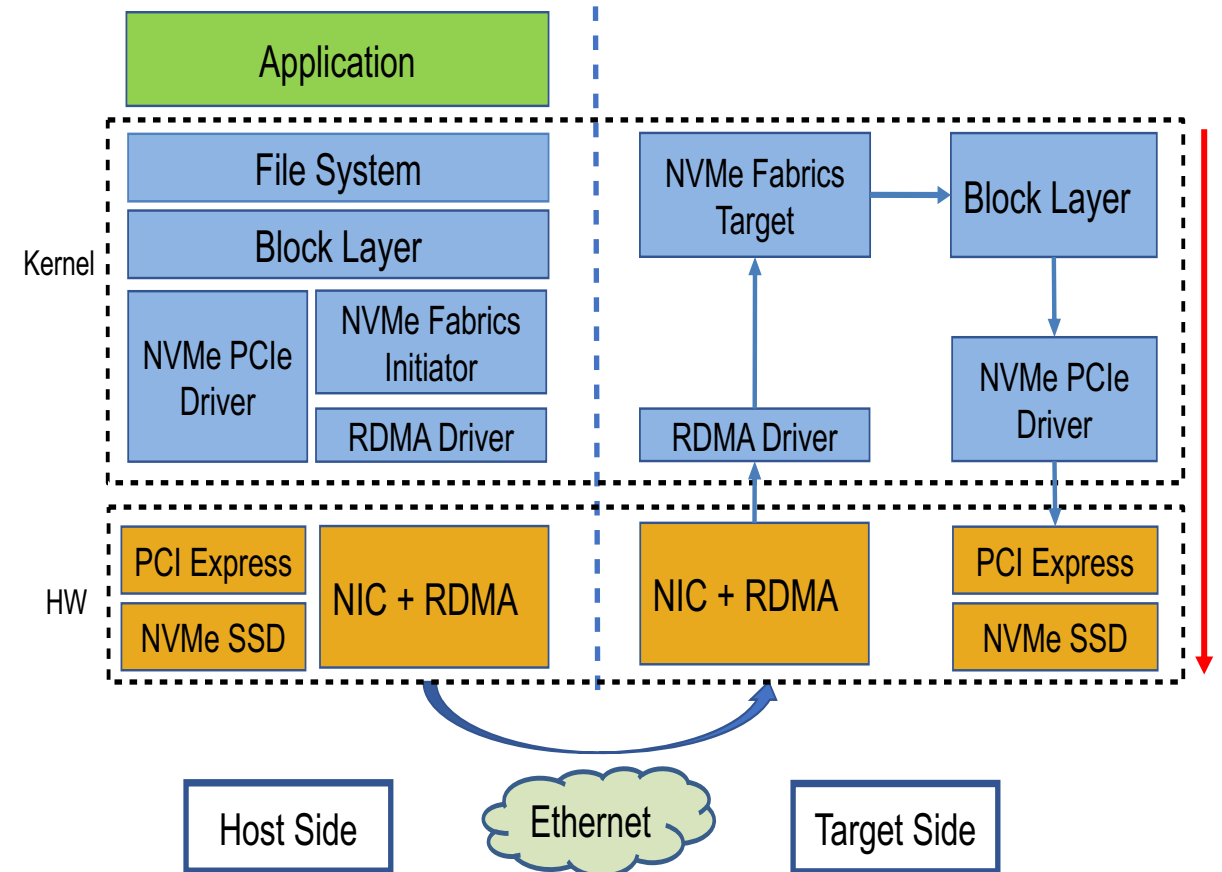 Application
Kernel
File System
Block Layer
NVMe PCIe
Driver
NVMe Fabrics
Initiator
RDMA Driver
NVMe Fabrics
Target
Block Layer
RDMA Driver
NVMe PCIe
Driver
HW
PCI Express
NVMe SSD
NIC + RDMA
NIC + RDMA
PCI Express
NVMe SSD
Host Side
Ethernet
Target Side